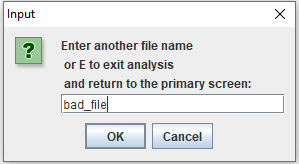 Input
Enter another file name
or E to exit analysis
and return to the primary screen:
bad_file
OK Cancel